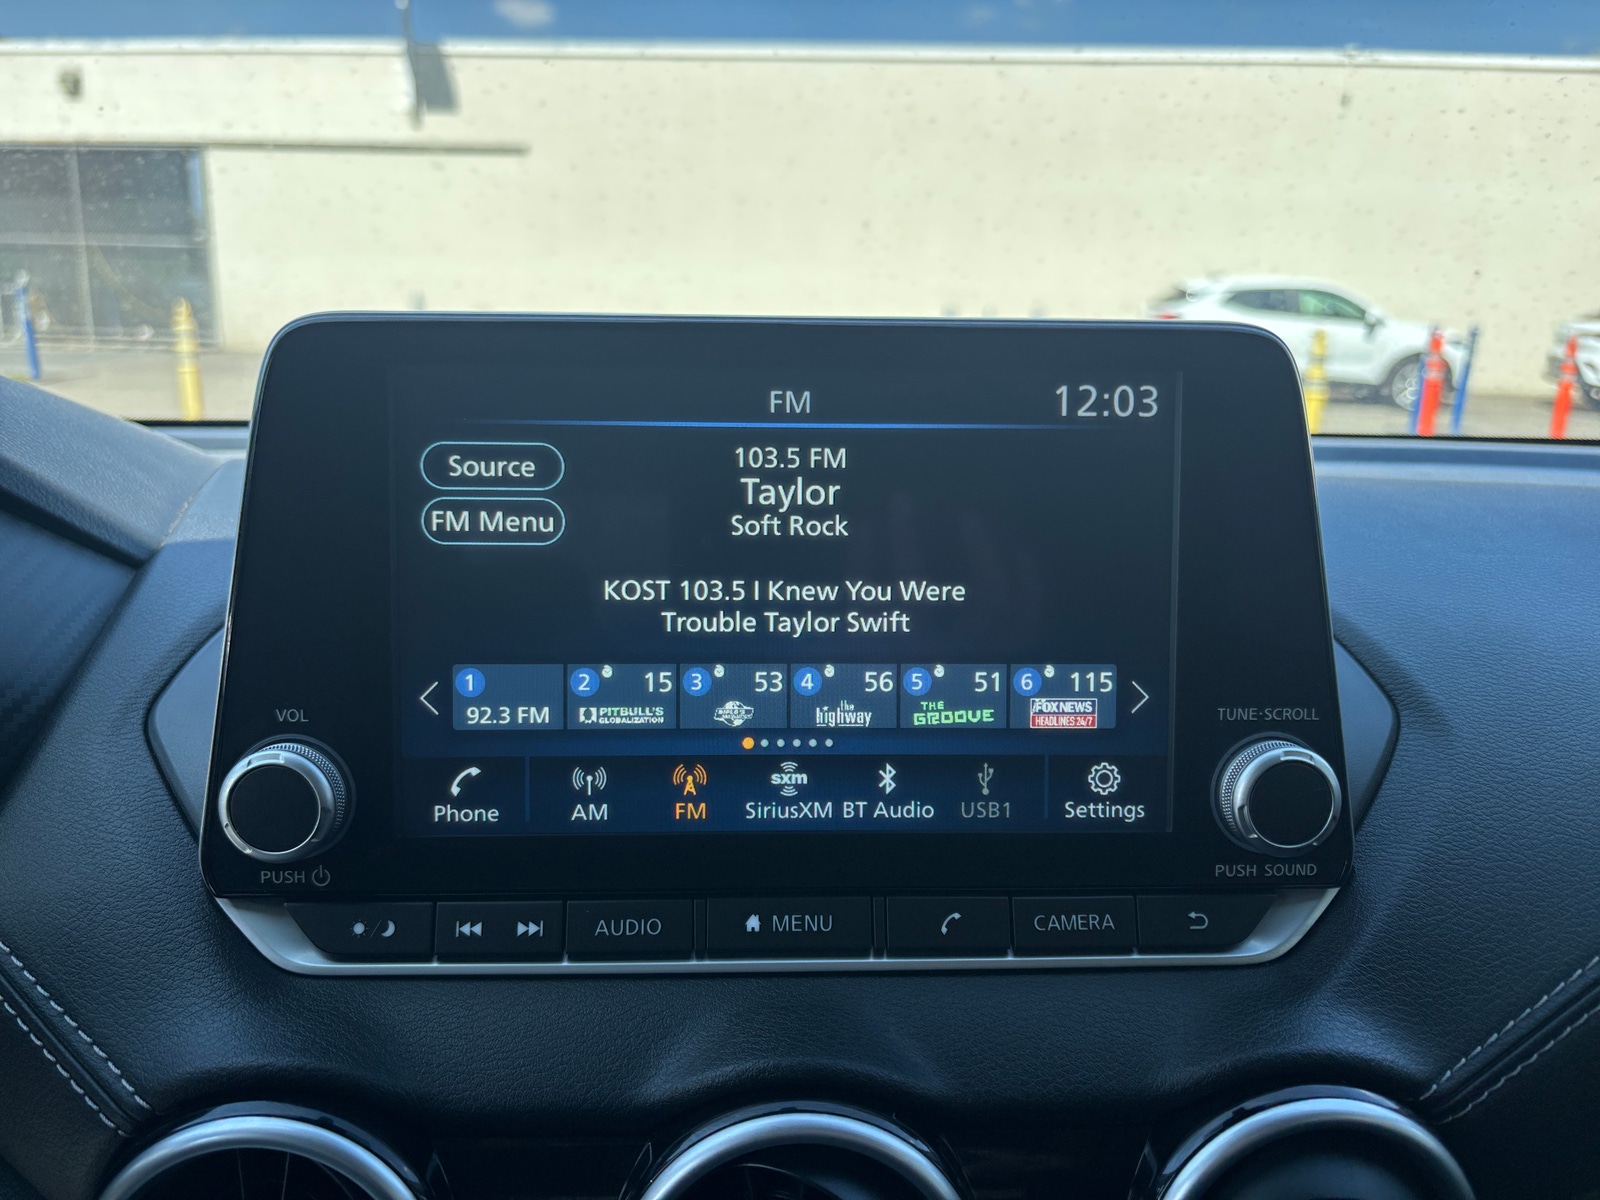 FM
12:03
Source
FM Menu
103.5 FM
Taylor
Soft Rock
KOST 103.5 I Knew You Were
Trouble Taylor Swift
1
2
15
3
53
4
56
5
51
6
115
92.3 FM
PITBULL'S
GLOBALIZATION
the
highway
THE
GROOVE
FOX NEWS
HEADLINES 24/7
Phone
AM
FM
sxm
SiriusXM
BT Audio
USB1
Settings
VOL
PUSH
TUNE·SCROLL
PUSH SOUND
AUDIO
MENU
CAMERA